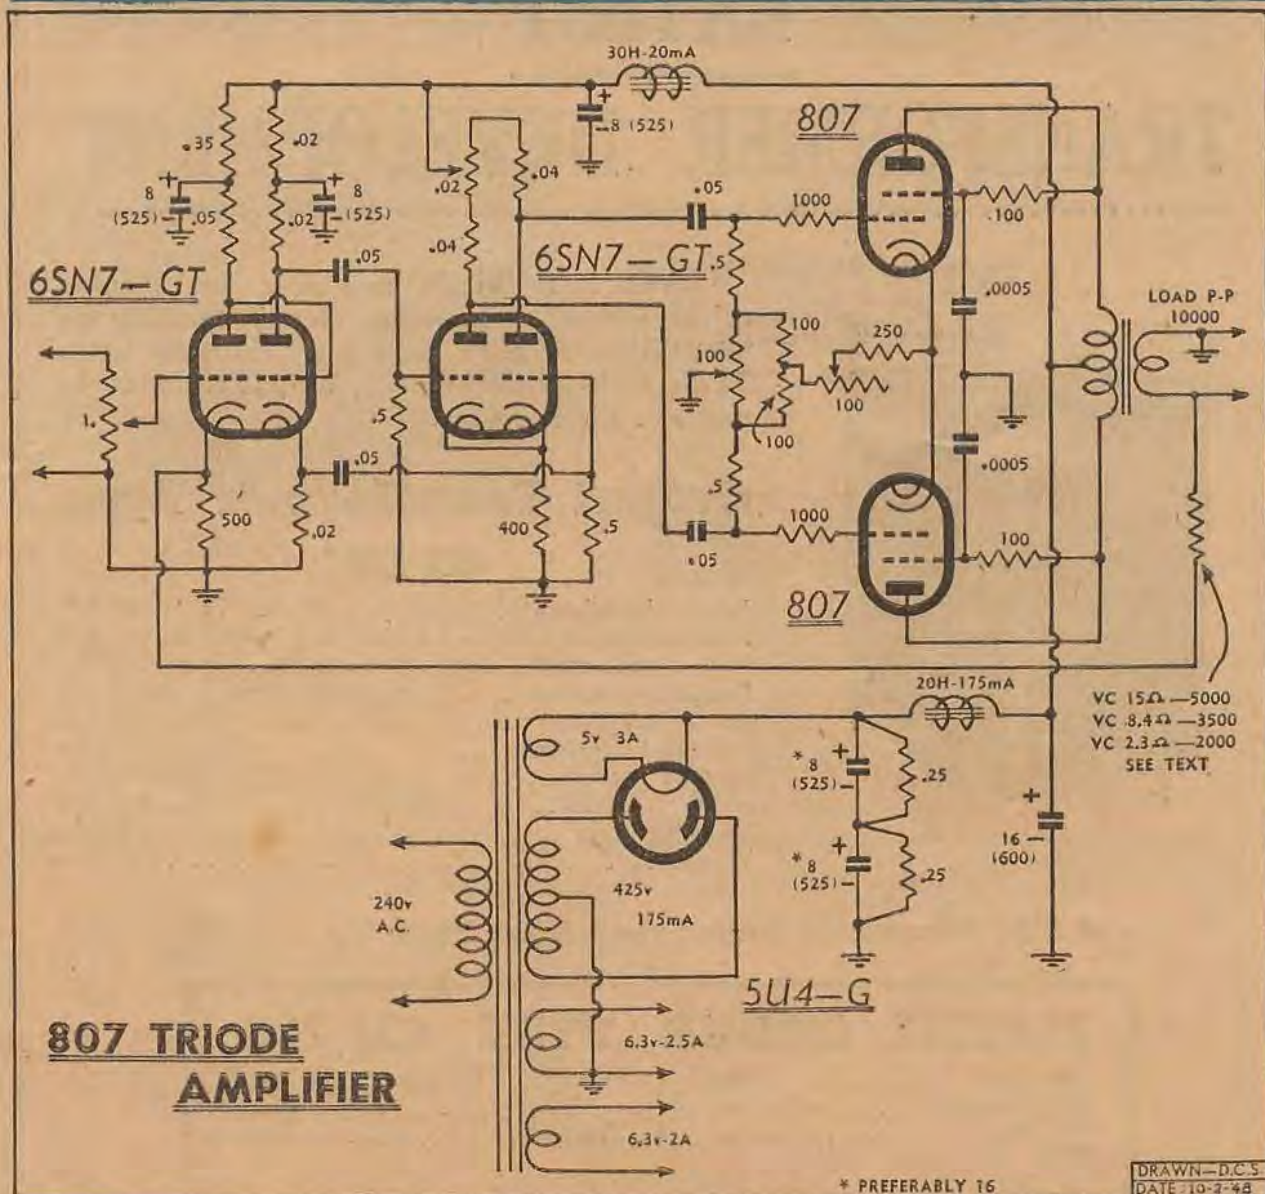 30H-20mA
807
+
8 (525)
.35
.02
+
8
(525)
.05
.02
+
8
(525)
.02
.04
.04
.05
1000
100
6SN7-GT
.05
6SN7-GT
.5
.0005
LOAD P-P
10000
100
100
250
1.
.5
100
100
.05
.0005
.5
500
.02
400
.5
1000
.05
100
807
20H-175mA
VC 15Ω—5000
VC 8.4Ω—3500
VC 2.3Ω—2000
SEE TEXT
5v 3A
* 8
(525)
+
.25
+
16
(600)
* 8
(525)
+
.25
425v
175mA
240v
A.C.
5U4-G
807 TRIODE
AMPLIFIER
6.3v-2.5A
6.3v-2A
* PREFERABLY 16
DRAWN—D.C.S
DATE 10-2-48